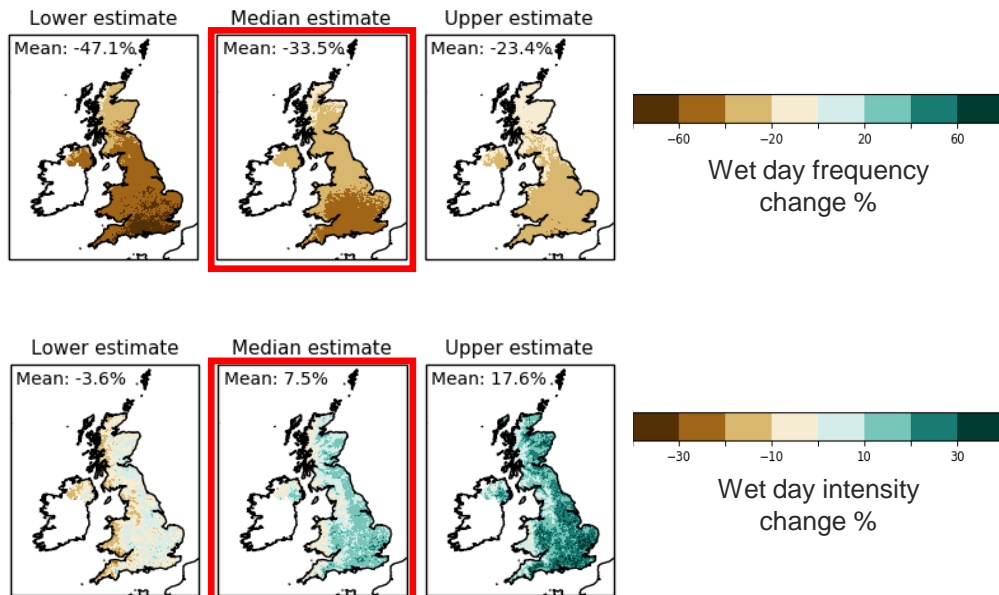 Lower estimate
Median estimate
Upper estimate
Mean: -47.1%
Mean: -33.5%
Mean: -23.4%
−60 −20 20 60
Wet day frequency
change %
Lower estimate
Median estimate
Upper estimate
Mean: -3.6%
Mean: 7.5%
Mean: 17.6%
−30 −10 10 30
Wet day intensity
change %